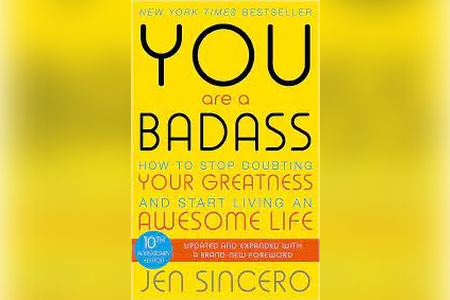 NEW YORK TIMES BESTSELLER
YOU
are a
BADASS
HOW TO STOP DOUBTING
YOUR GREATNESS
AND START LIVING AN
AWESOME LIFE
10TH
ANNIVERSARY
EDITION
UPDATED AND EXPANDED WITH
A BRAND-NEW FOREWORD
JEN SINCERO